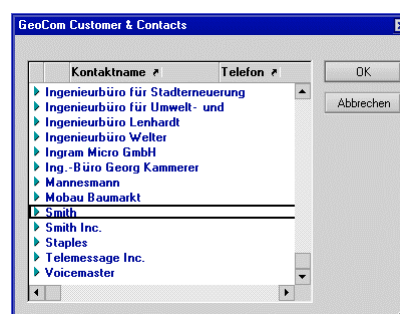 GeoCom Customer & Contacts
Kontaktname Telefon
OK
Abbrechen
Ingenieurbüro für Stadterneuerung
Ingenieurbüro für Umwelt- und
Ingenieurbüro Lenhardt
Ingenieurbüro Welter
Ingram Micro GmbH
Ing.-Büro Georg Kammerer
Mannesmann
Mobau Baumarkt
Smith
Smith Inc.
Staples
Telemessage Inc.
Voicemaster